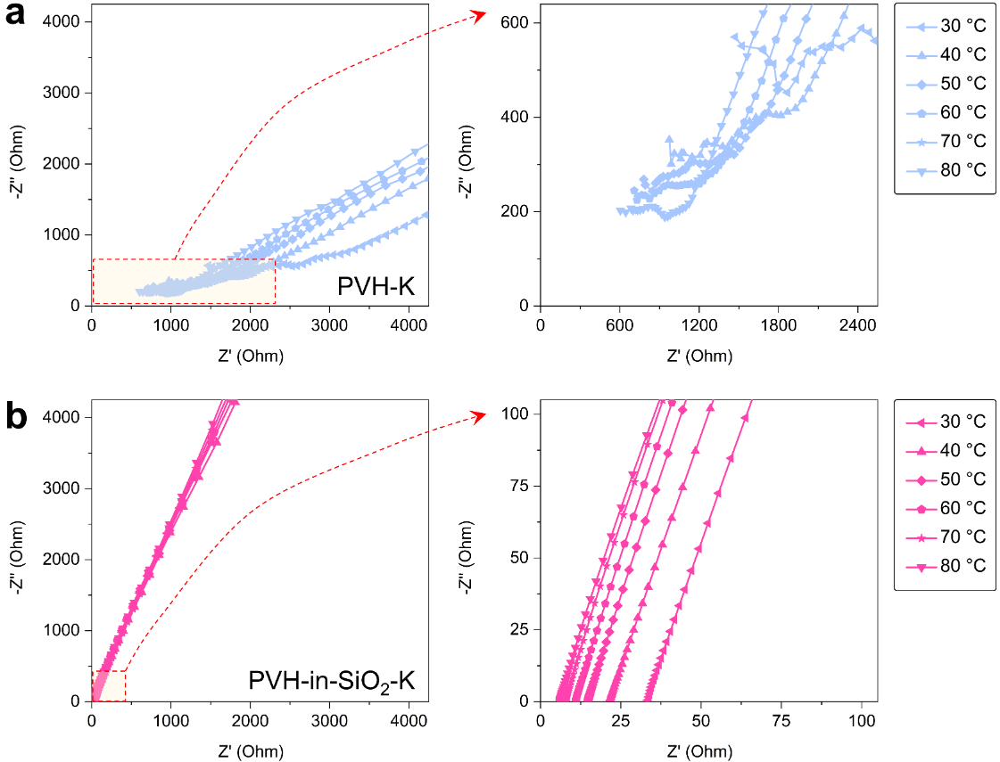 a
4000
3000
2000
1000
0
-Z" (Ohm)
0 1000 2000 3000 4000
Z' (Ohm)
PVH-K
600
400
200
0
-Z" (Ohm)
0 600 1200 1800 2400
Z' (Ohm)
30 °C
40 °C
50 °C
60 °C
70 °C
80 °C
b
4000
3000
2000
1000
0
-Z" (Ohm)
0 1000 2000 3000 4000
Z' (Ohm)
PVH-in-SiO₂-K
100
75
50
25
0
-Z" (Ohm)
0 25 50 75 100
Z' (Ohm)
30 °C
40 °C
50 °C
60 °C
70 °C
80 °C